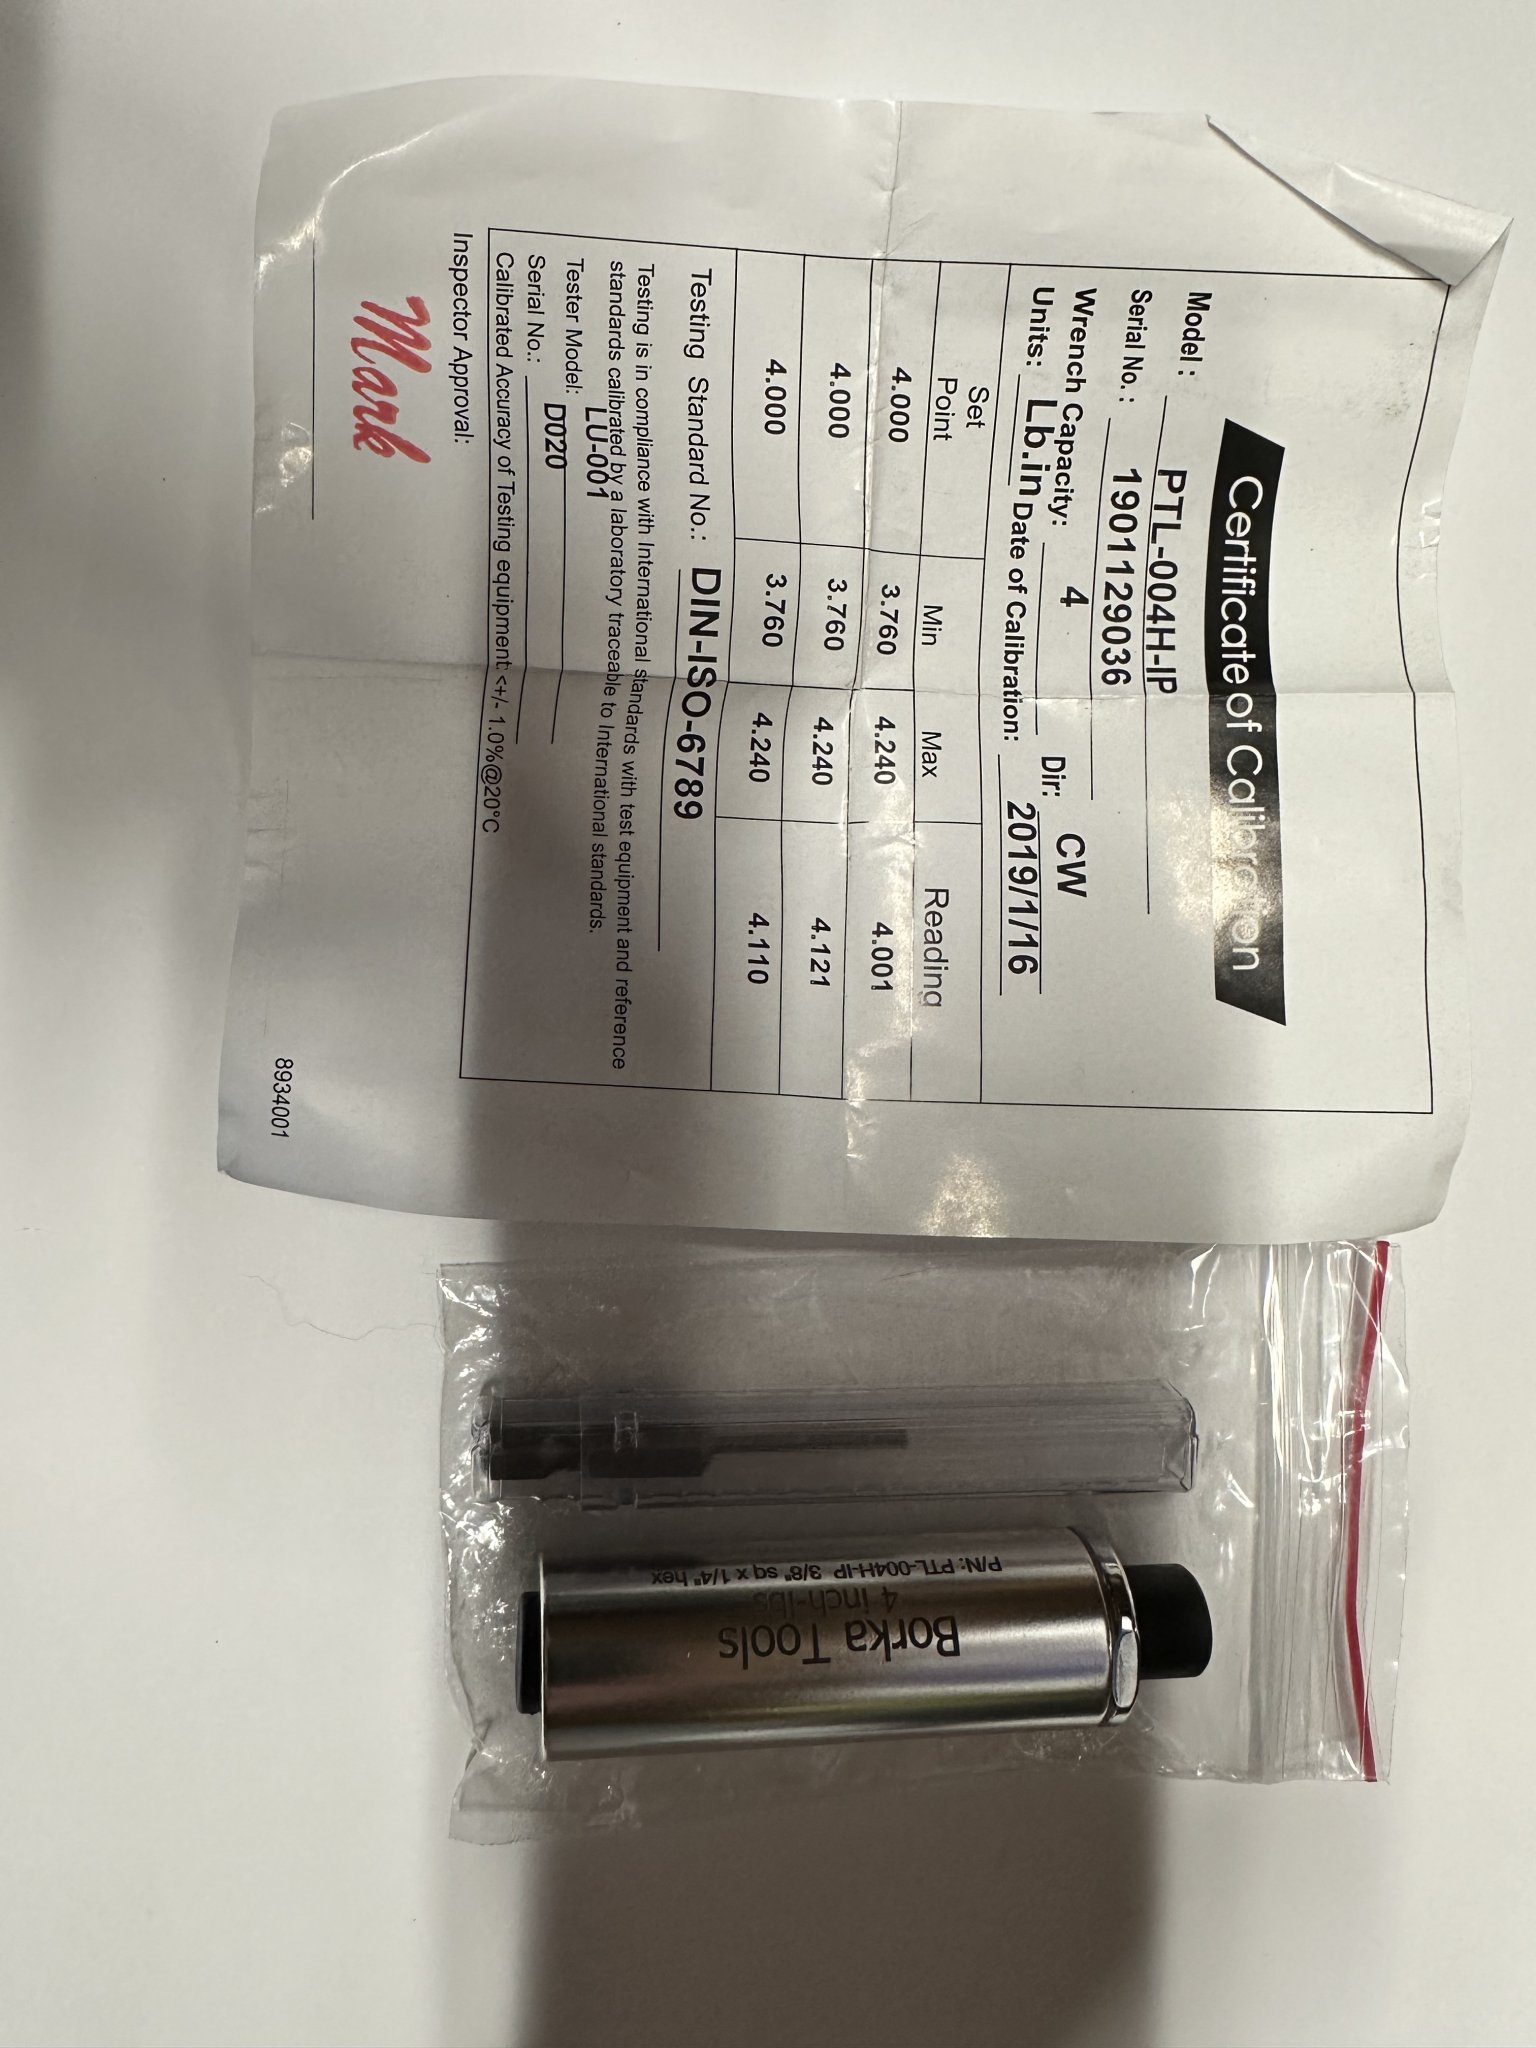 Certificate of Calibration
Model: PTL-004H-IP
Serial No.: 1901129036
Wrench Capacity: 4 Dir: CW
Units: Lb.in Date of Calibration: 2019/1/16
Set Point Min Max Reading
4.000 3.760 4.240 4.001
4.000 3.760 4.240 4.121
4.000 3.760 4.240 4.110
Testing Standard No.: DIN-ISO-6789
Testing is in compliance with International standards with test equipment and reference
standards calibrated by a laboratory traceable to International standards.
Tester Model: LU-001
Serial No.: D020
Calibrated Accuracy of Testing equipment: <+/- 1.0%@20°C
Inspector Approval:
Mark
8934001
Borka Tools
4 inch-lbs
P/N: PTL-004H-IP 3/8" sq x 1/4" hex